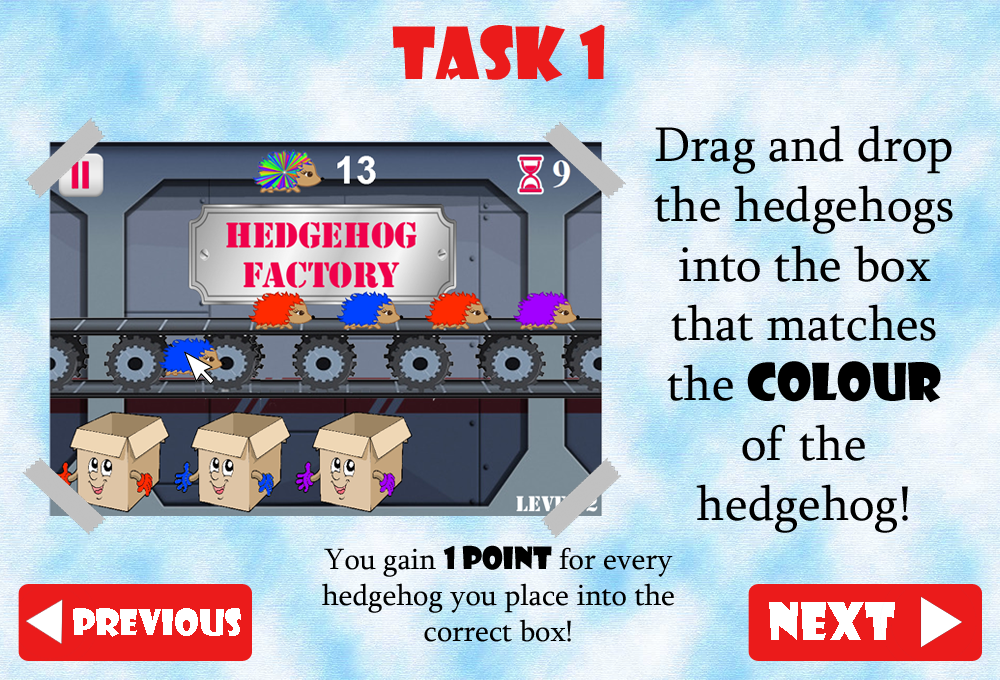 TASK 1
13
9
HEDGEHOG
FACTORY
Drag and drop
the hedgehogs
into the box
that matches
the COLOUR
of the
hedgehog!
2
You gain 1 POINT for every
hedgehog you place into the
correct box!
PREVIOUS
NEXT